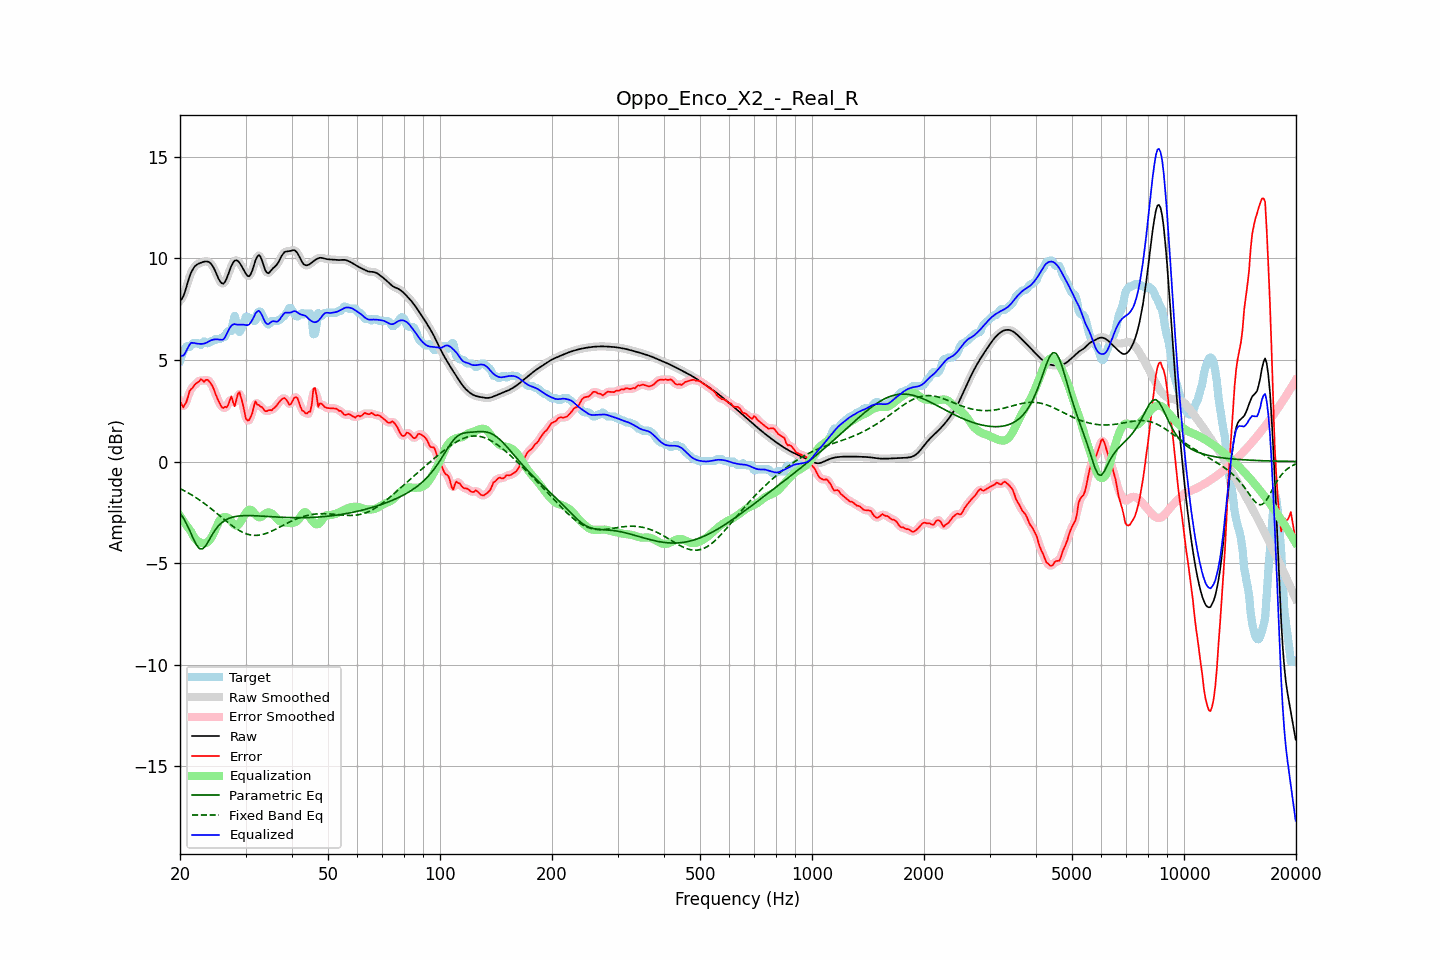 Oppo_Enco_X2_-_Real_R
Amplitude (dBr)
15
10
5
0
−5
−10
−15
Target
Raw Smoothed
Error Smoothed
Raw
Error
Equalization
Parametric Eq
Fixed Band Eq
Equalized
20 50 100 200 500 1000 2000 5000 10000 20000
Frequency (Hz)